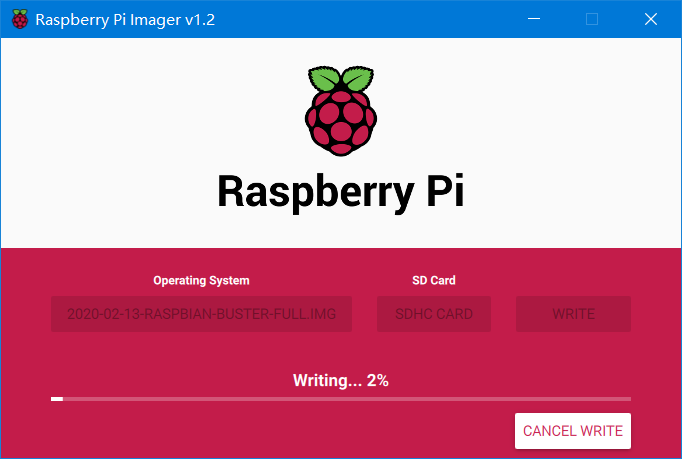 Raspberry Pi Imager v1.2
Raspberry Pi
Operating System
SD Card
2020-02-13-RASPBIAN-BUSTER-FULL.IMG
SDHC CARD
WRITE
Writing... 2%
CANCEL WRITE